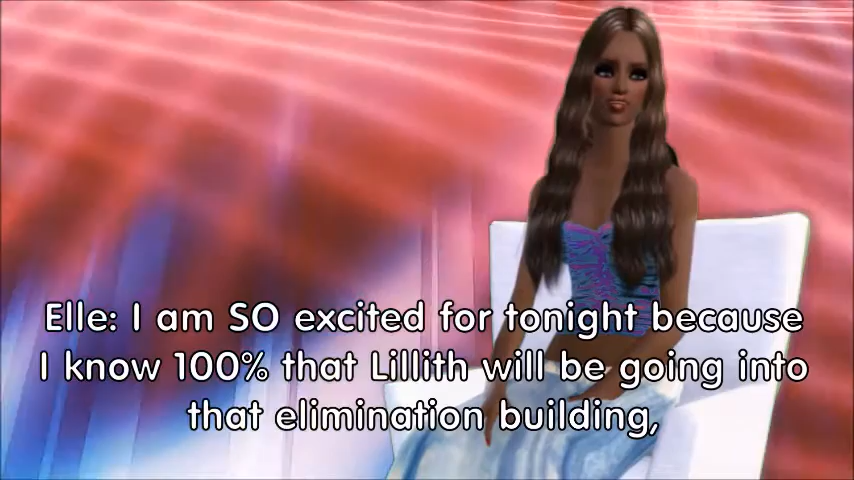 Elle: I am SO excited for tonight because
I know 100% that Lillith will be going into
that elimination building,